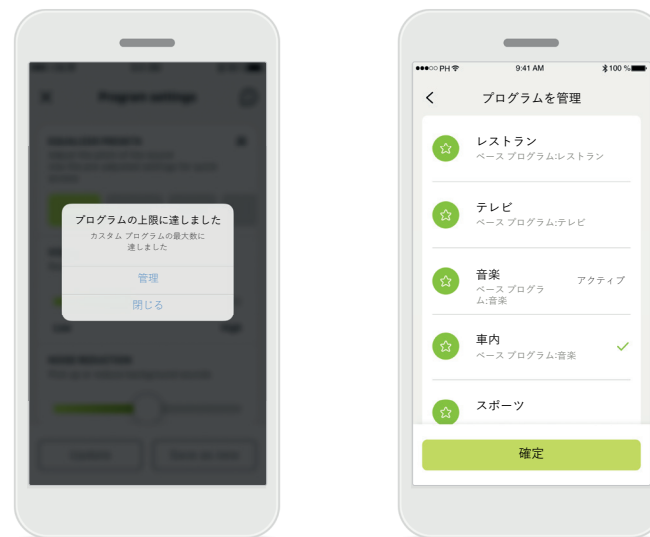 Program settings
プログラムの上限に達しました
カスタム プログラムの最大数に
達しました
管理
閉じる
PH
9:41 AM
100 %
プログラムを管理
レストラン
ベース プログラム:レストラン
テレビ
ベース プログラム:テレビ
音楽
アクティブ
ベース プログラ
ム:音楽
車内
ベース プログラム:音楽
スポーツ
確定